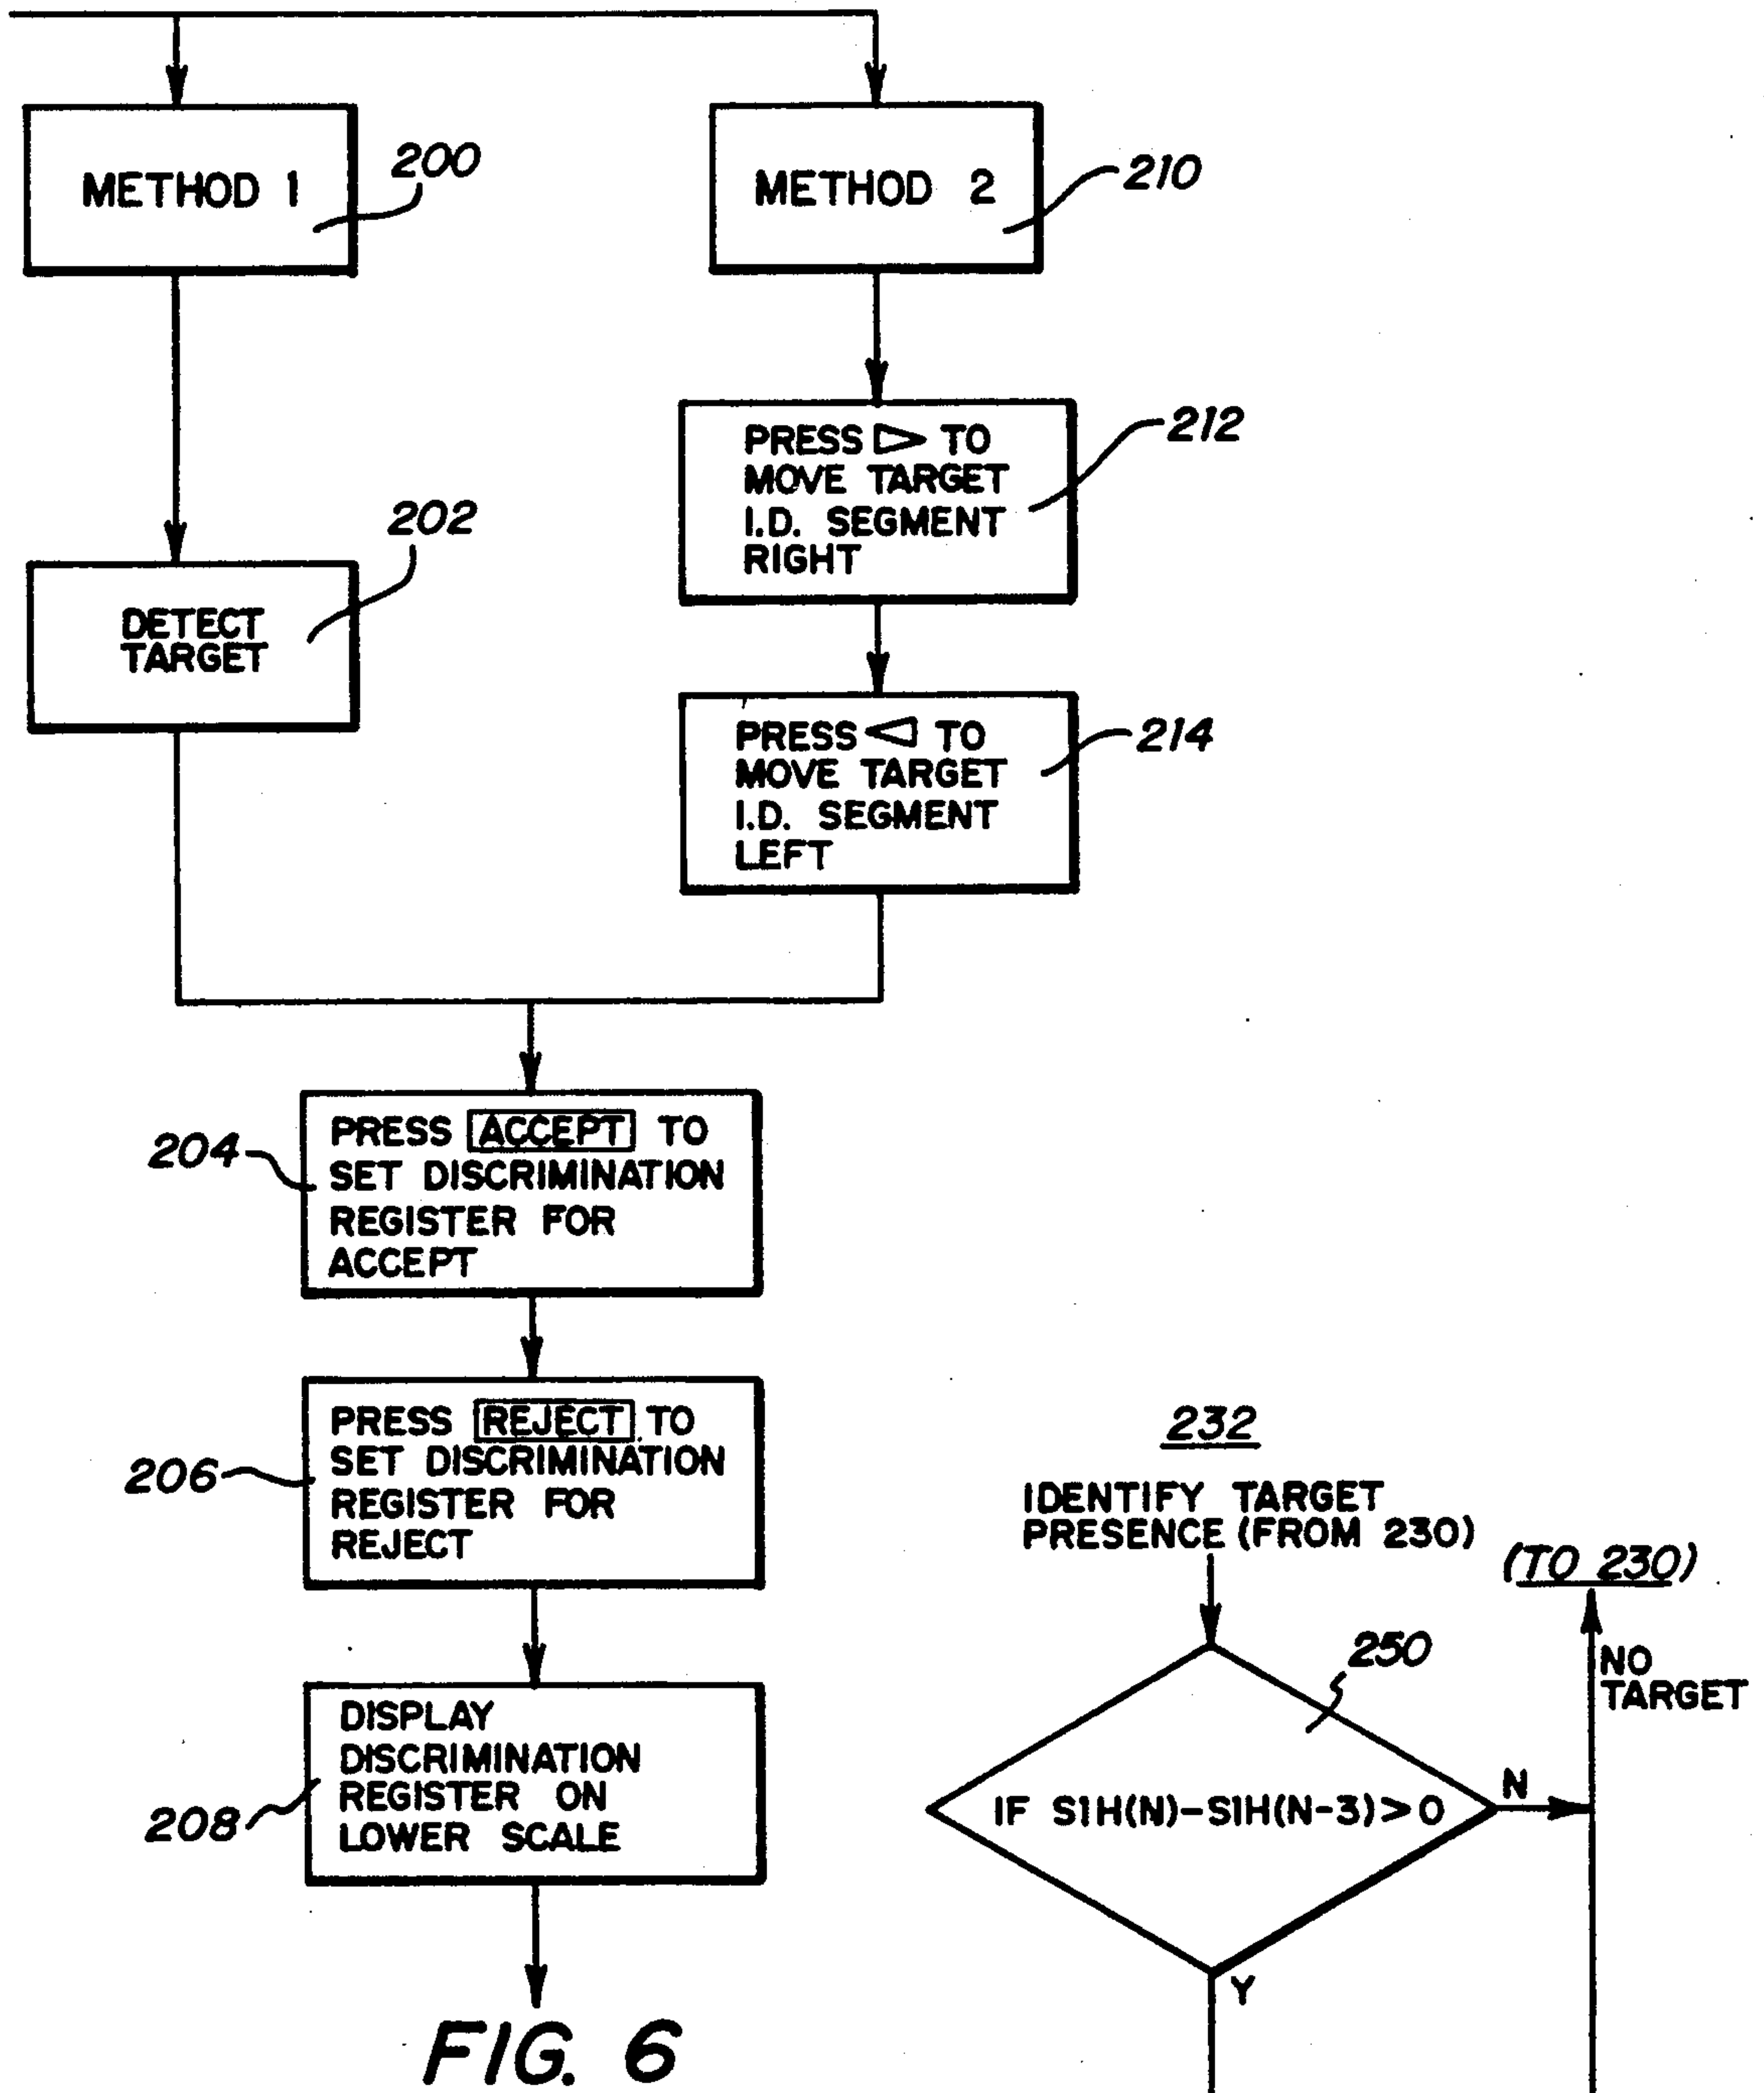 METHOD 1
200
METHOD 2
210
DETECT
TARGET
202
PRESS ▷ TO
MOVE TARGET
I.D. SEGMENT
RIGHT
212
PRESS ◁ TO
MOVE TARGET
I.D. SEGMENT
LEFT
214
204
PRESS ACCEPT TO
SET DISCRIMINATION
REGISTER FOR
ACCEPT
206
PRESS REJECT TO
SET DISCRIMINATION
REGISTER FOR
REJECT
208
DISPLAY
DISCRIMINATION
REGISTER ON
LOWER SCALE
FIG. 6
232
IDENTIFY TARGET
PRESENCE (FROM 230)
(TO 230)
250
NO
TARGET
IF S1H(N)-S1H(N-3)>0
N
Y